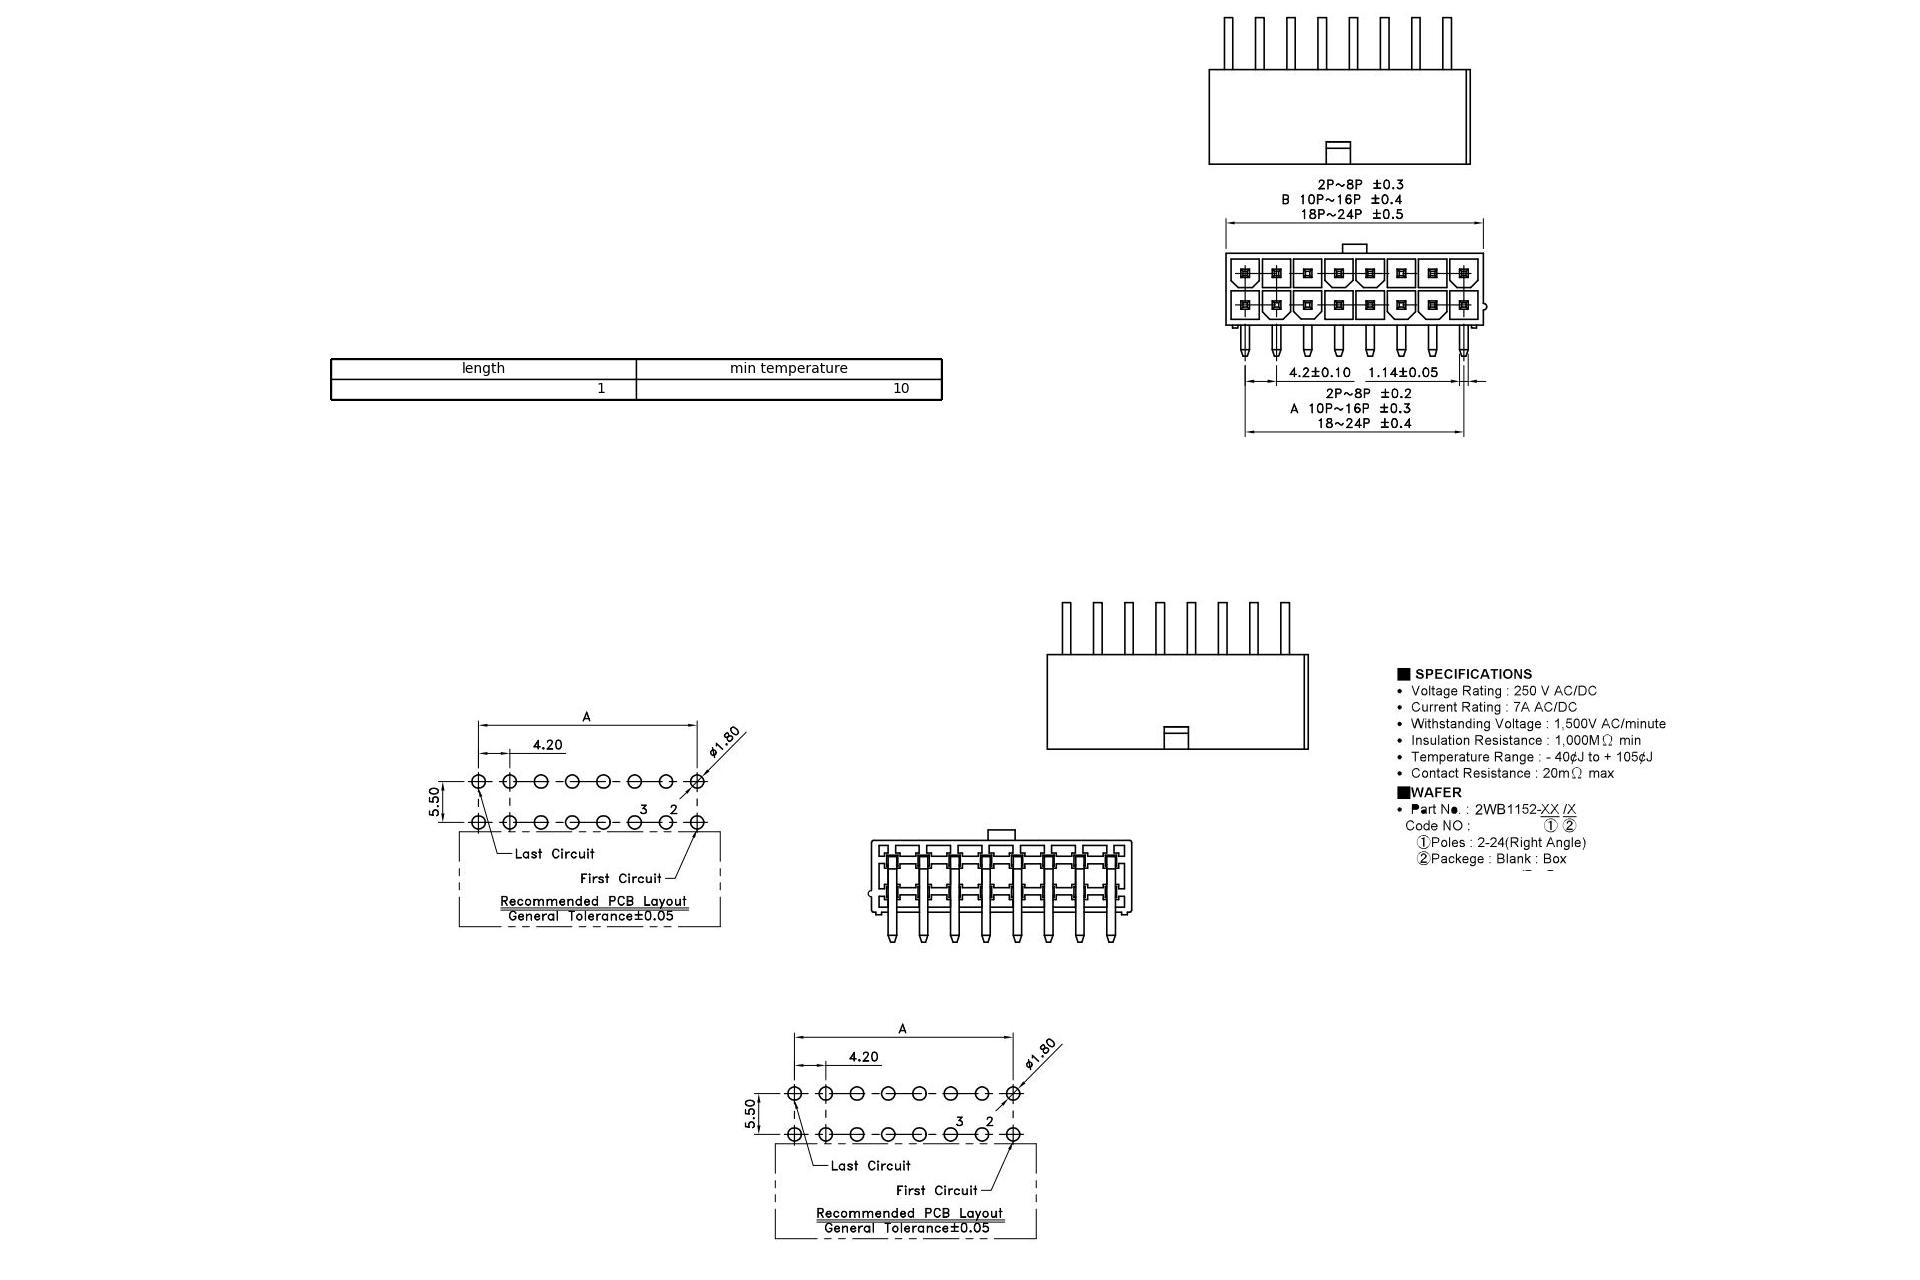 2P~8P ±0.3
B 10P~16P ±0.4
18P~24P ±0.5
length min temperature
1 10
4.2±0.10 1.14±0.05
2P~8P ±0.2
A 10P~16P ±0.3
18~24P ±0.4
■ SPECIFICATIONS
• Voltage Rating : 250 V AC/DC
• Current Rating : 7A AC/DC
• Withstanding Voltage : 1,500V AC/minute
• Insulation Resistance : 1,000MΩ min
• Temperature Range : - 40¢J to + 105¢J
• Contact Resistance : 20mΩ max
■WAFER
• Part No. : 2WB1152-XX /X
Code NO : ① ②
①Poles : 2-24(Right Angle)
②Packege : Blank : Box
A
4.20
ø1.80
5.50
3 2
Last Circuit
First Circuit
Recommended PCB Layout
General Tolerance±0.05
A
4.20
ø1.80
5.50
3 2
Last Circuit
First Circuit
Recommended PCB Layout
General Tolerance±0.05